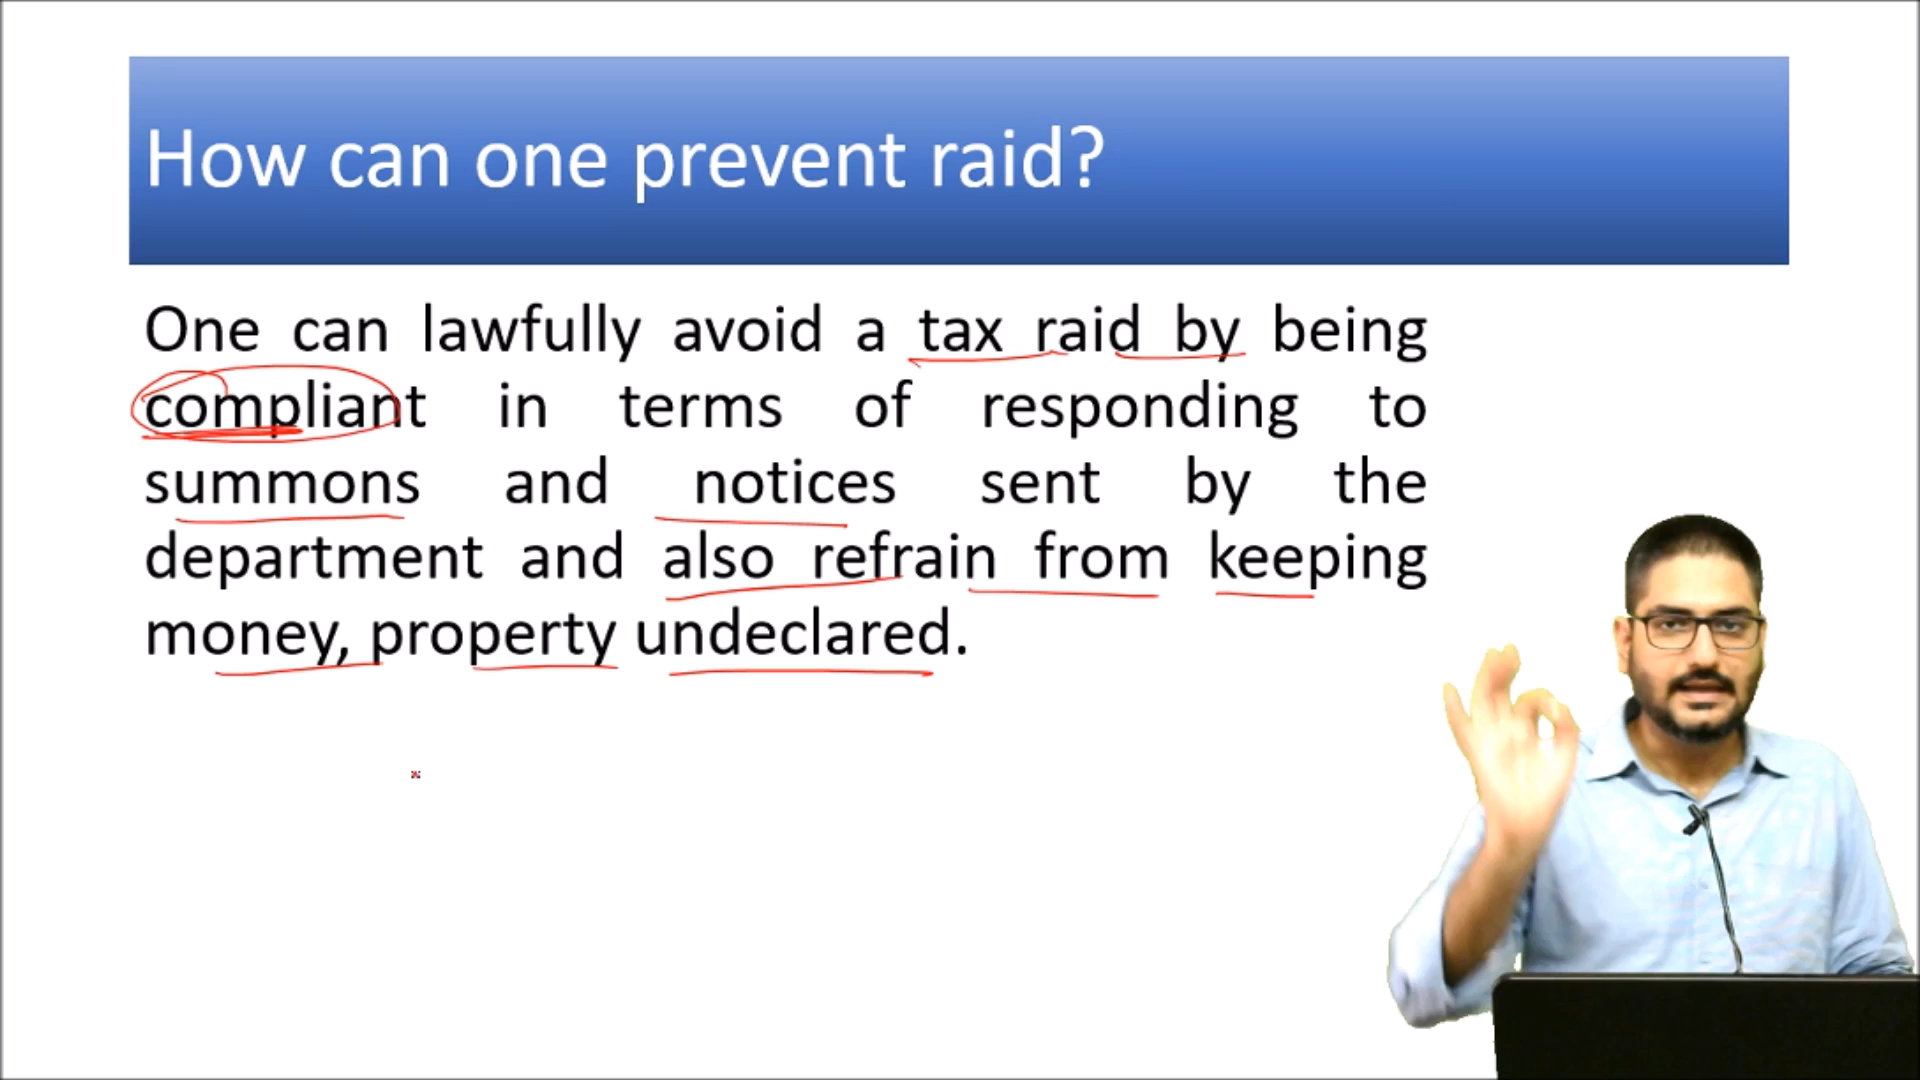 How can one prevent raid?
One can lawfully avoid a tax raid by being
compliant in terms of responding to
summons and notices sent by the
department and also refrain from keeping
money, property undeclared.